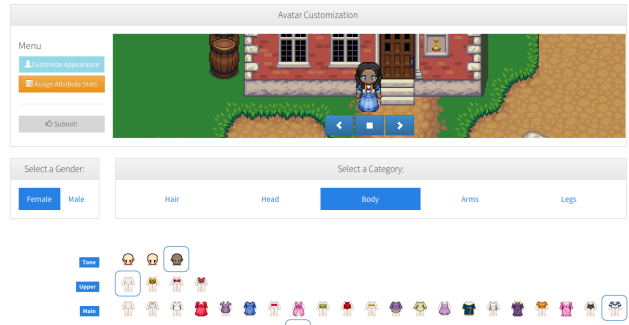 Avatar Customization
Menu
Customize Appearance
Assign Attribute Stats
Submit!
Select a Gender:
Select a Category:
Female Male
Hair Head Body Arms Legs
Tone
Upper
Main